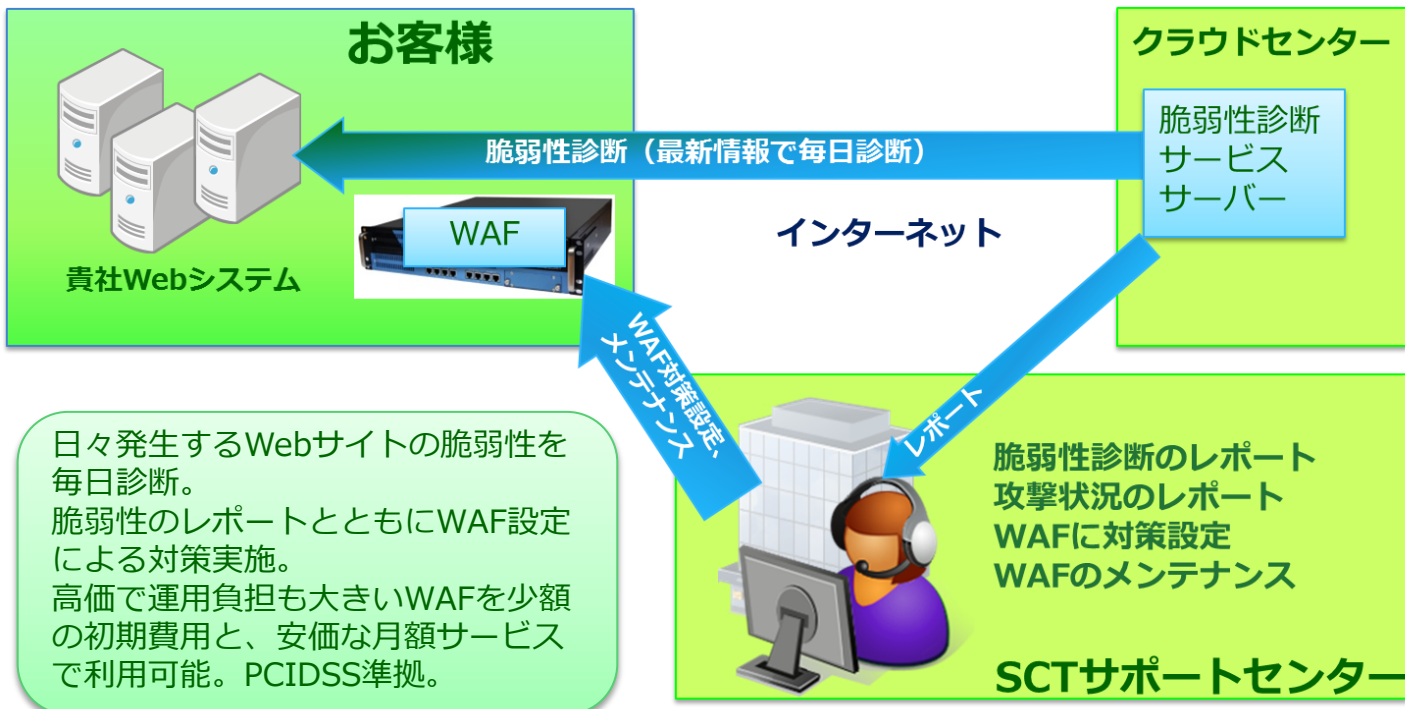 お客様
貴社Webシステム
WAF
脆弱性診断（最新情報で毎日診断）
インターネット
クラウドセンター
脆弱性診断
サービス
サーバー
WAF対策設定、
メンテナンス
レポート
日々発生するWebサイトの脆弱性を
毎日診断。
脆弱性のレポートとともにWAF設定
による対策実施。
高価で運用負担も大きいWAFを少額
の初期費用と、安価な月額サービス
で利用可能。PCIDSS準拠。
脆弱性診断のレポート
攻撃状況のレポート
WAFに対策設定
WAFのメンテナンス
SCTサポートセンター